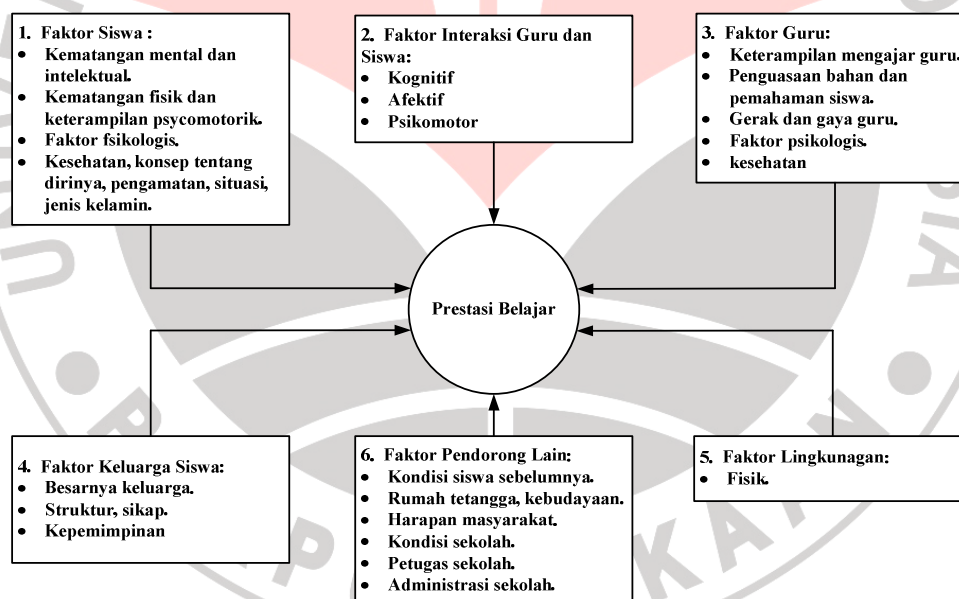 1. Faktor Siswa :
• Kematangan mental dan
intelektual.
• Kematangan fisik dan
keterampilan psycomotorik.
• Faktor fsikologis.
• Kesehatan, konsep tentang
dirinya, pengamatan, situasi,
jenis kelamin.
2. Faktor Interaksi Guru dan
Siswa:
• Kognitif
• Afektif
• Psikomotor
3. Faktor Guru:
• Keterampilan mengajar guru.
• Penguasaan bahan dan
pemahaman siswa.
• Gerak dan gaya guru.
• Faktor psikologis.
• kesehatan
Prestasi Belajar
4. Faktor Keluarga Siswa:
• Besarnya keluarga.
• Struktur, sikap.
• Kepemimpinan
6. Faktor Pendorong Lain:
• Kondisi siswa sebelumnya.
• Rumah tetangga, kebudayaan.
• Harapan masyarakat.
• Kondisi sekolah.
• Petugas sekolah.
• Administrasi sekolah.
5. Faktor Lingkunagan:
• Fisik.